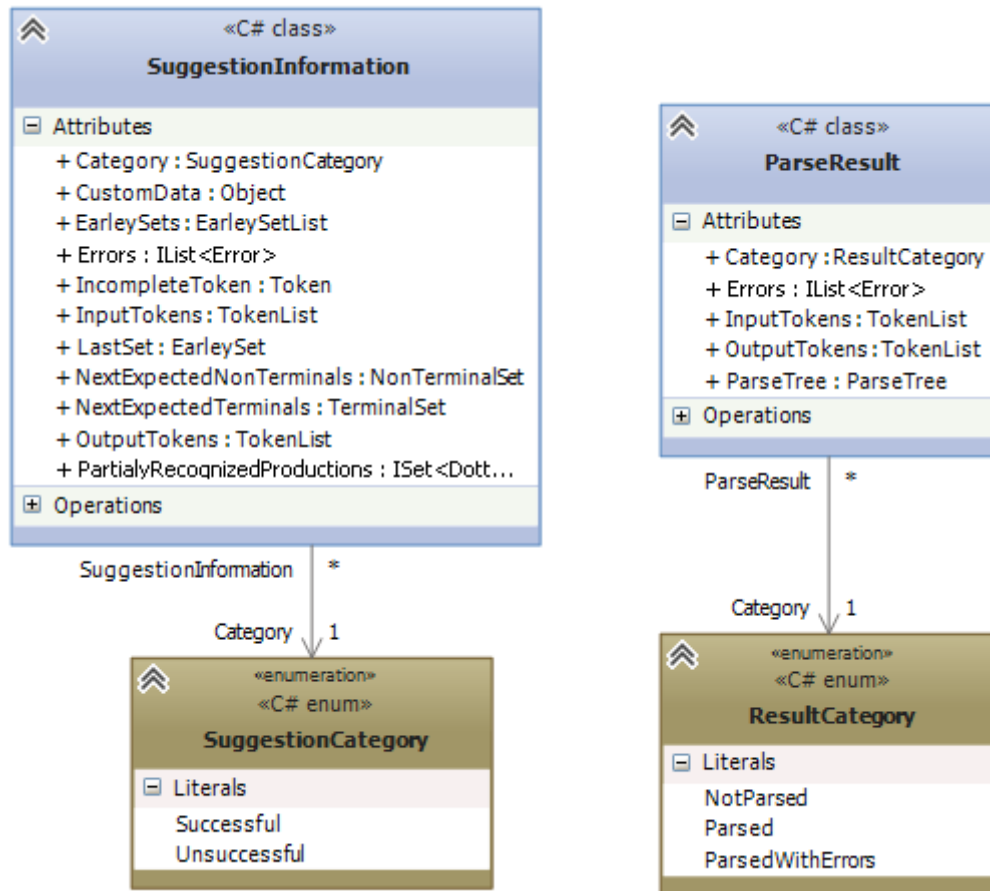 «C# class»
SuggestionInformation
Attributes
+ Category : SuggestionCategory
+ CustomData : Object
+ EarleySets : EarleySetList
+ Errors : IList<Error>
+ IncompleteToken : Token
+ InputTokens : TokenList
+ LastSet : EarleySet
+ NextExpectedNonTerminals : NonTerminalSet
+ NextExpectedTerminals : TerminalSet
+ OutputTokens : TokenList
+ PartialyRecognizedProductions : ISet<Dott...
Operations
SuggestionInformation *
Category 1
«enumeration»
«C# enum»
SuggestionCategory
Literals
Successful
Unsuccessful
«C# class»
ParseResult
Attributes
+ Category : ResultCategory
+ Errors : IList<Error>
+ InputTokens : TokenList
+ OutputTokens : TokenList
+ ParseTree : ParseTree
Operations
ParseResult *
Category 1
«enumeration»
«C# enum»
ResultCategory
Literals
NotParsed
Parsed
ParsedWithErrors